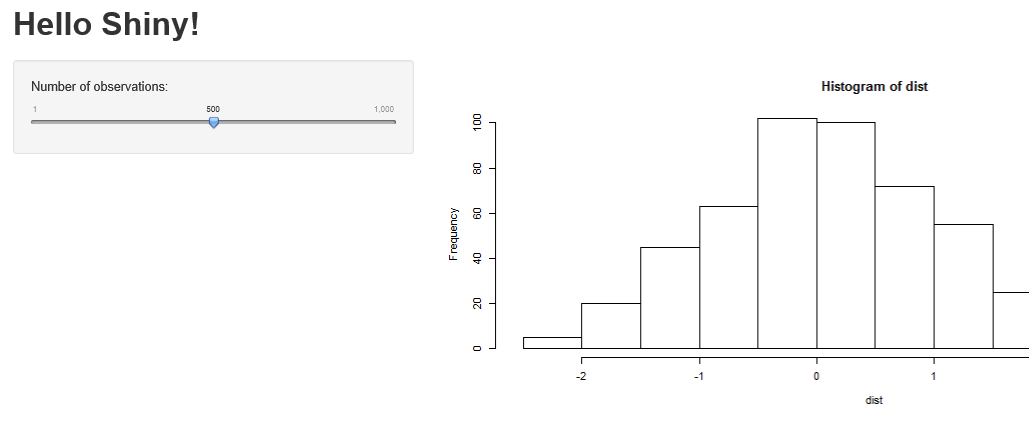 Hello Shiny!
Number of observations:
1 500 1,000
Histogram of dist
Frequency
100
80
60
40
20
0
-2 -1 0 1
dist